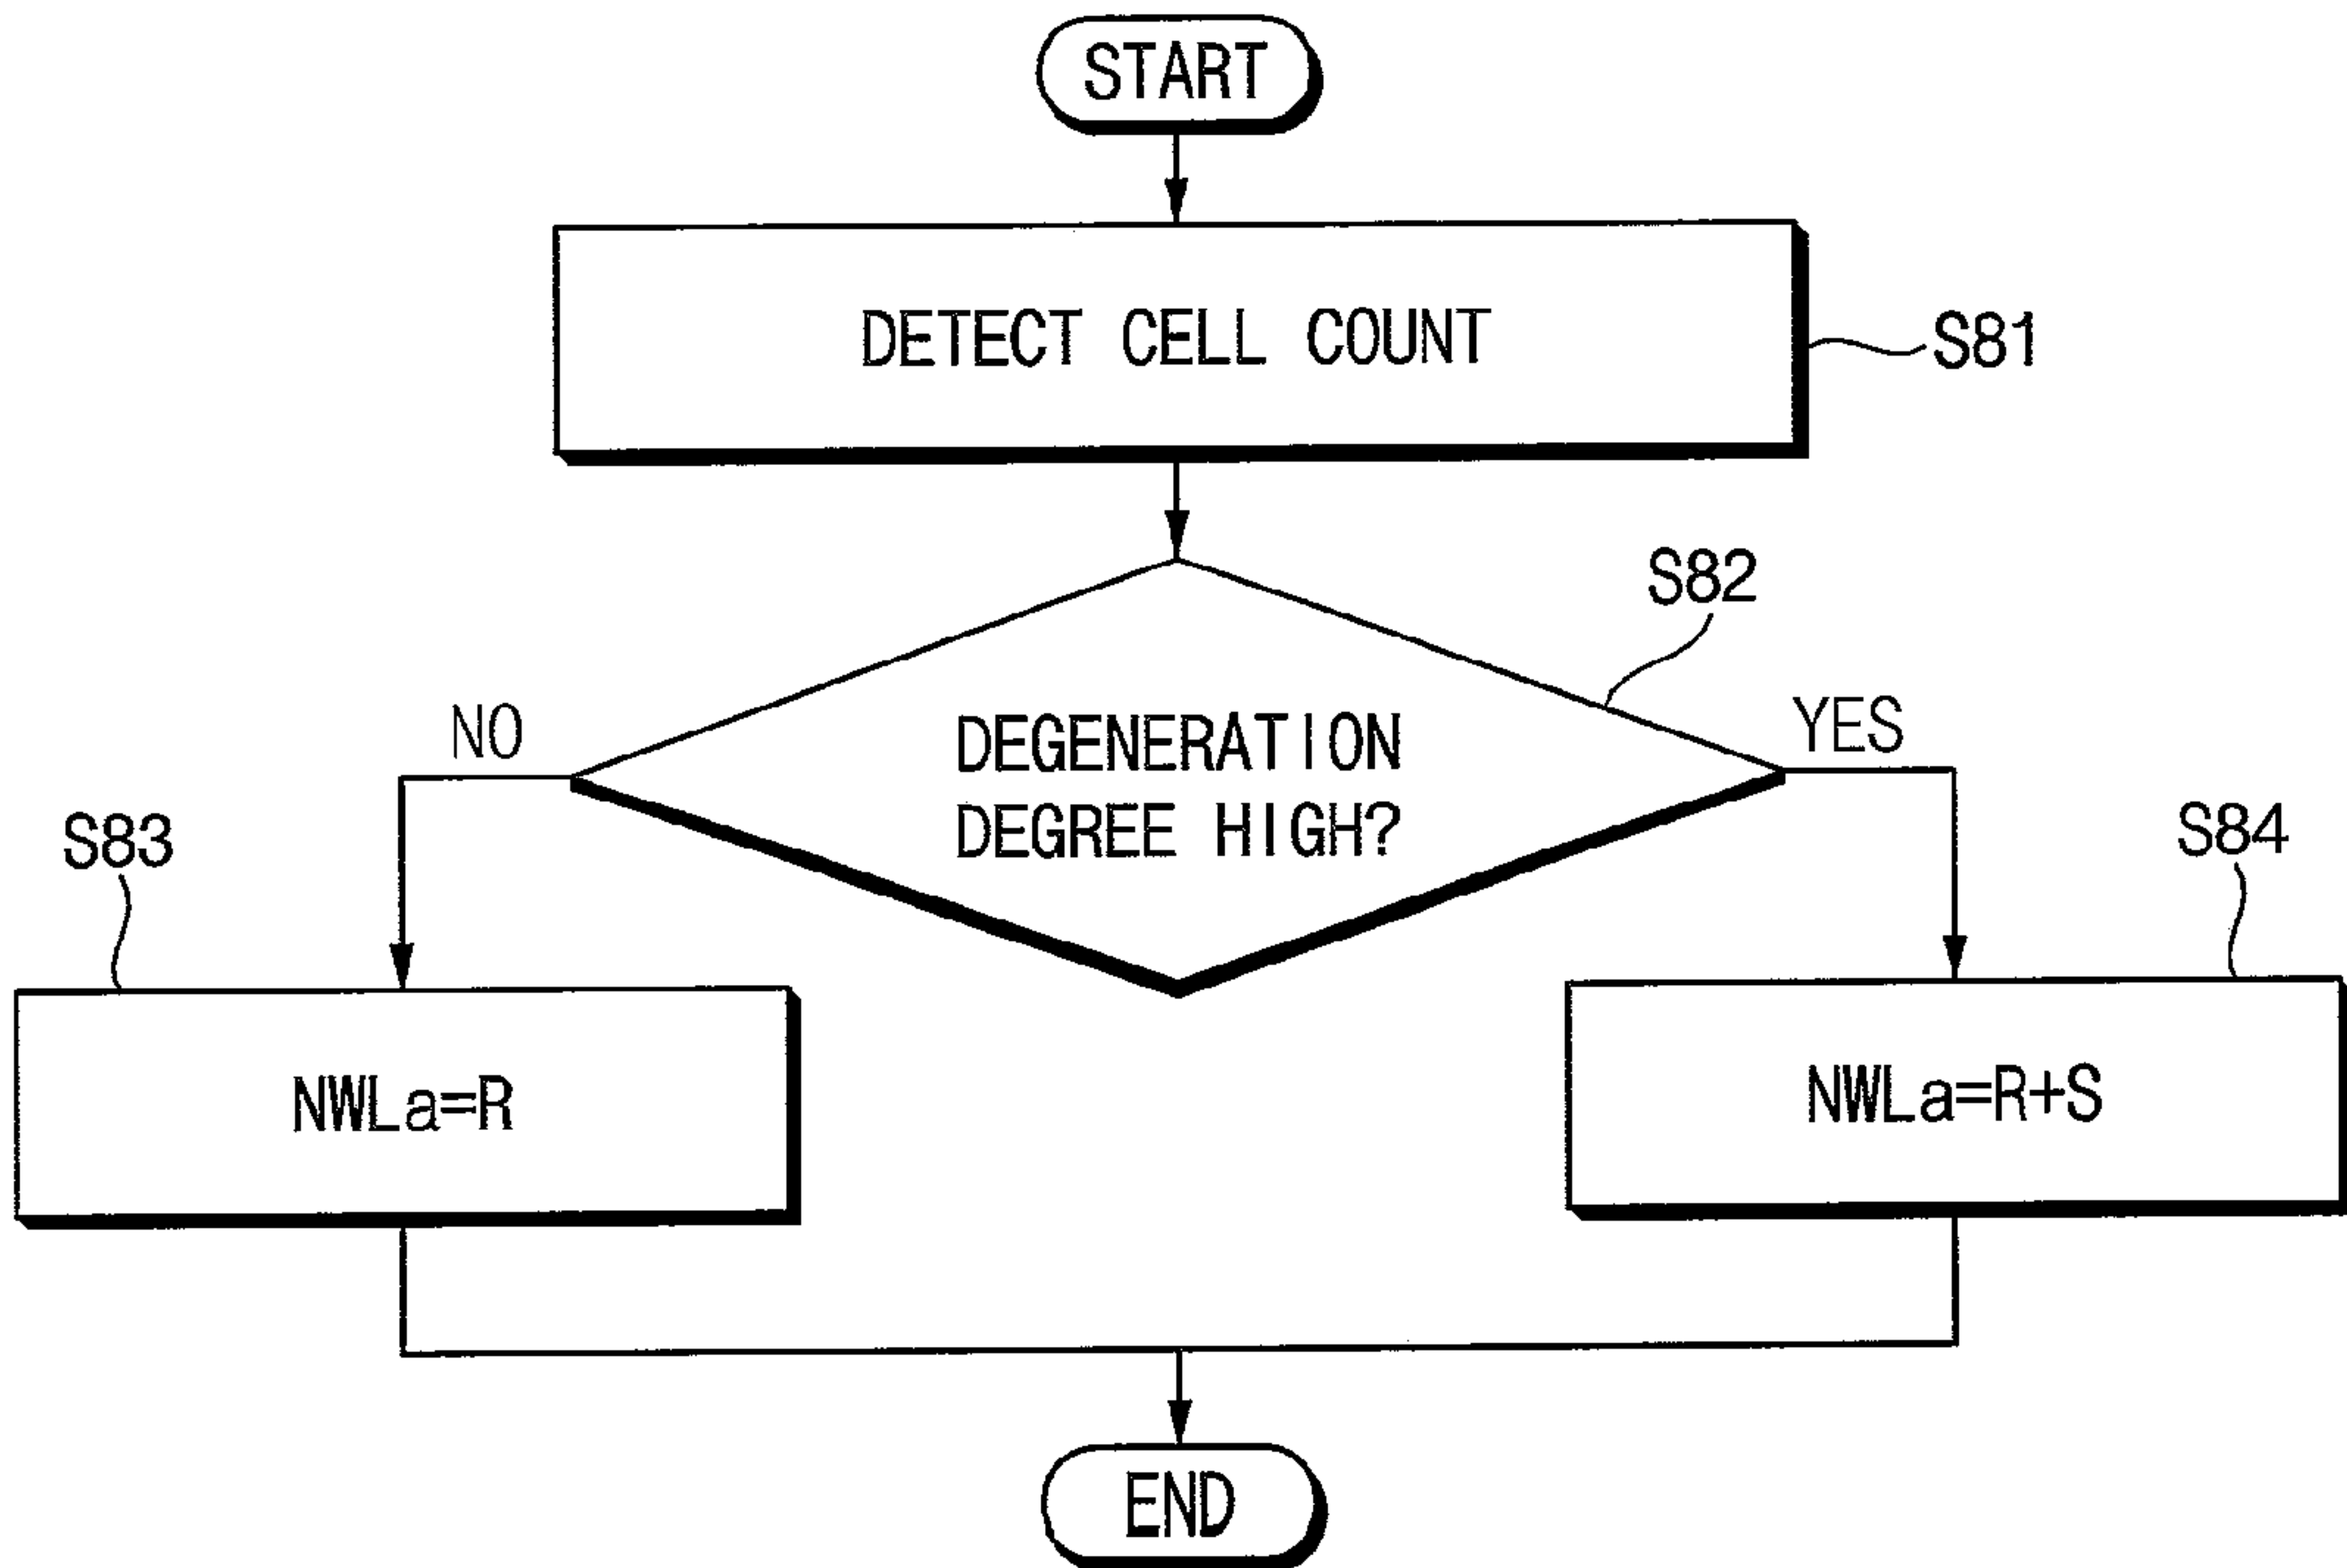 START
DETECT CELL COUNT
S81
S82
NO
YES
DEGENERATION
DEGREE HIGH?
S83
S84
NWLa=R
NWLa=R+S
END